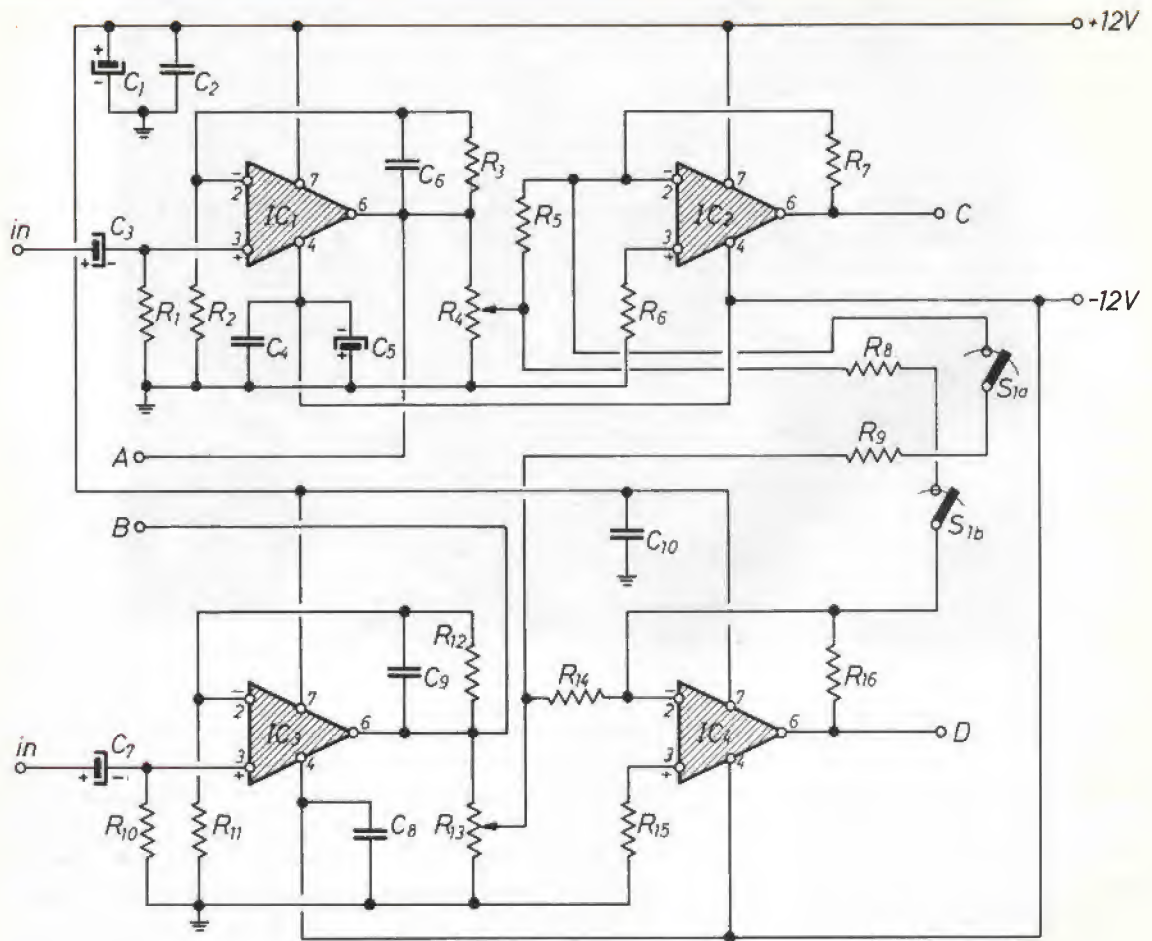 +12V
+
-
C1
C2
R3
C6
R7
-
2
7
IC1
6
3
+
4
-
2
7
IC2
6
3
+
4
C
in
C3
+ -
R5
R1
R2
C4
-
+
C5
R4
R6
-12V
R8
S1a
R9
A
S1b
B
C10
R12
C9
R14
R16
-
2
7
IC3
6
3
+
4
-
2
7
IC4
6
3
+
4
D
in
C7
+ -
R10
R11
C8
R13
R15